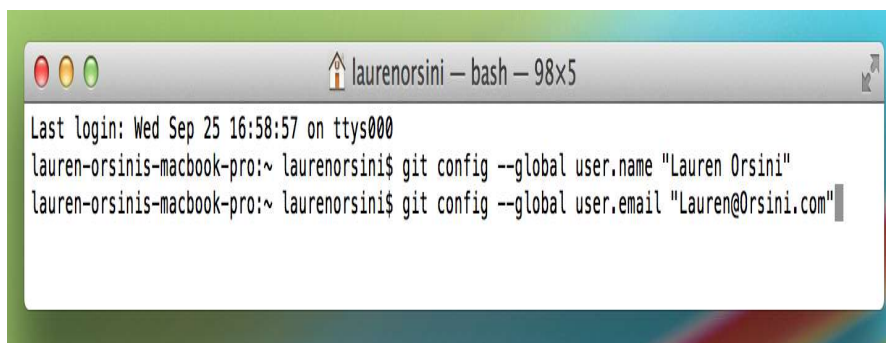 laurenorsini — bash — 98×5
Last login: Wed Sep 25 16:58:57 on ttys000
lauren-orsinis-macbook-pro:~ laurenorsini$ git config --global user.name "Lauren Orsini"
lauren-orsinis-macbook-pro:~ laurenorsini$ git config --global user.email "Lauren@Orsini.com"